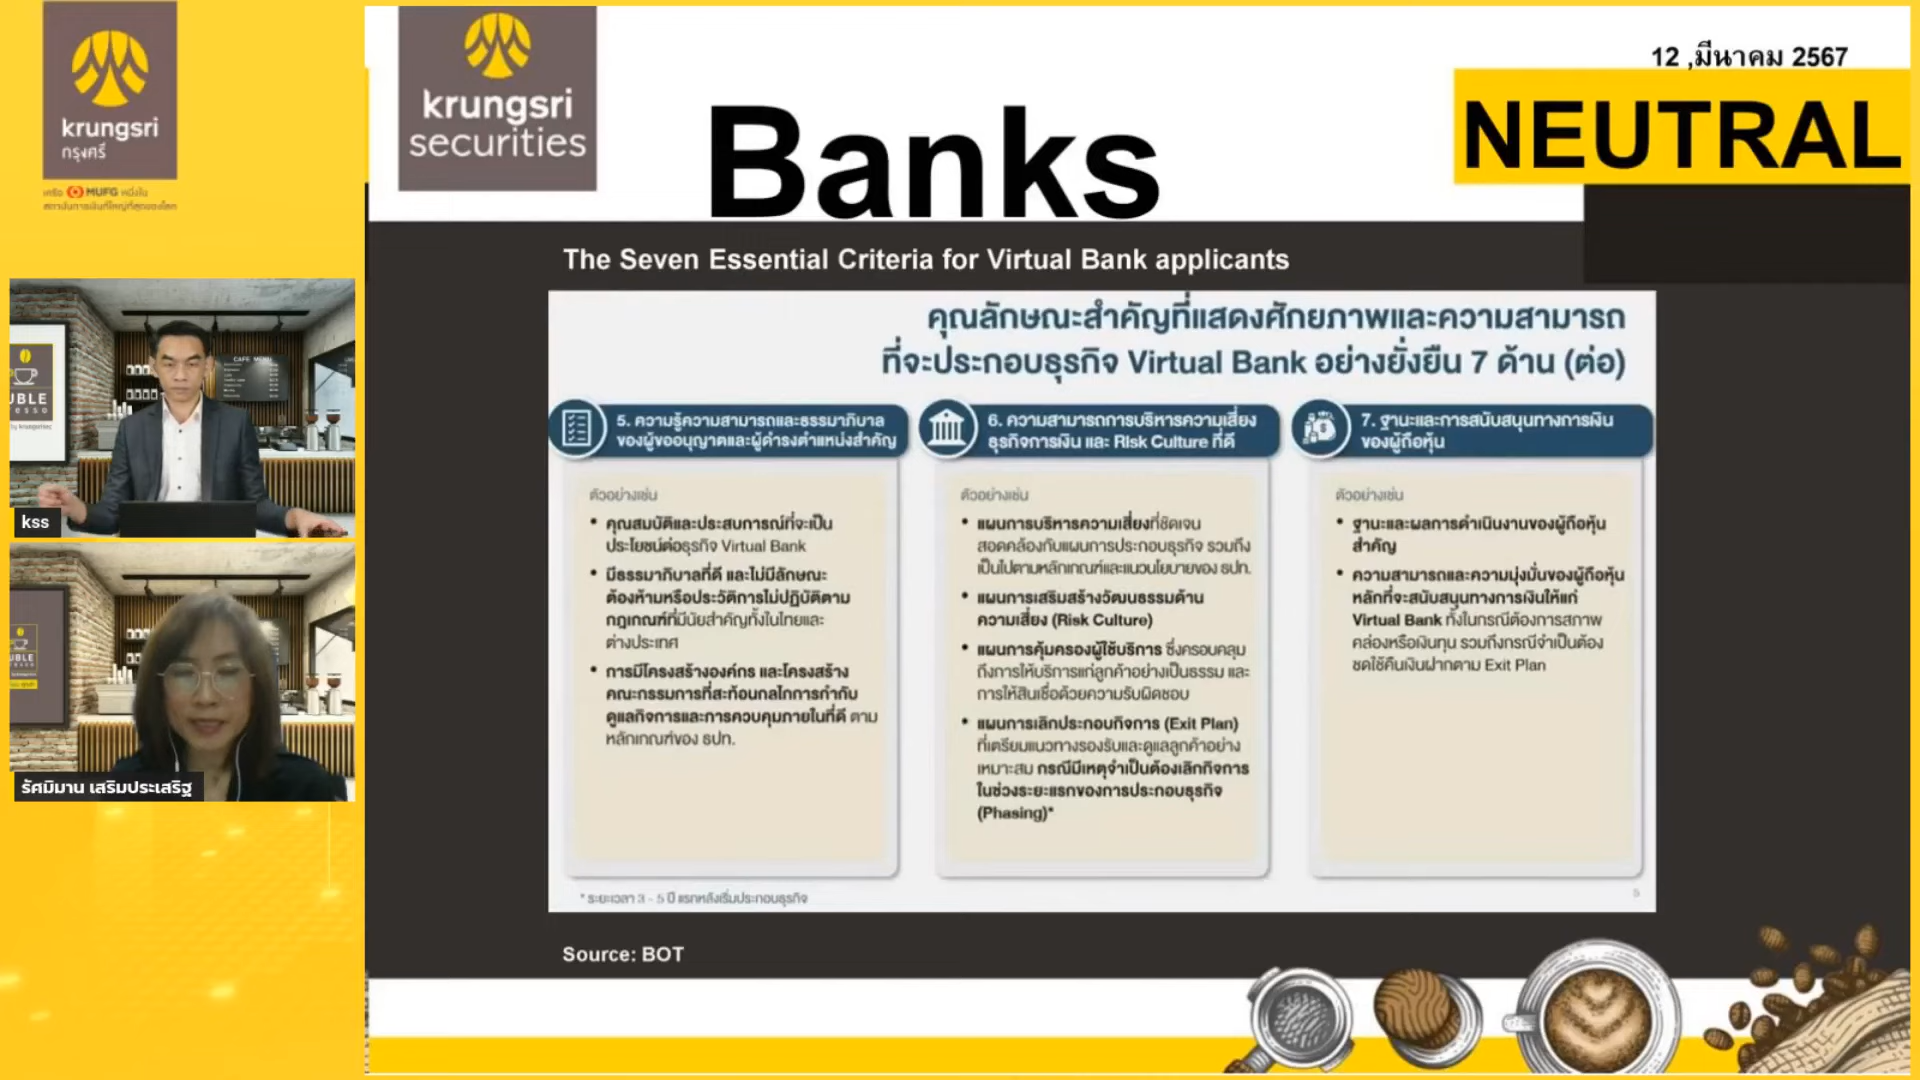 krungsri
กรุงศรี
เครือ MUFG หนึ่งใน
สถาบันการเงินที่ใหญ่ที่สุดของโลก
krungsri
securities
Banks
12 ,มีนาคม 2567
NEUTRAL
The Seven Essential Criteria for Virtual Bank applicants
คุณลักษณะสำคัญที่แสดงศักยภาพและความสามารถ
ที่จะประกอบธุรกิจ Virtual Bank อย่างยั่งยืน 7 ด้าน (ต่อ)
5. ความรู้ความสามารถและธรรมาภิบาล
ของผู้ขออนุญาตและผู้ดำรงตำแหน่งสำคัญ
ตัวอย่างเช่น
• คุณสมบัติและประสบการณ์ที่จะเป็น
ประโยชน์ต่อธุรกิจ Virtual Bank
• มีธรรมาภิบาลที่ดี และไม่มีลักษณะ
ต้องห้ามหรือประวัติการไม่ปฏิบัติตาม
กฎเกณฑ์ที่มีนัยสำคัญทั้งในไทยและ
ต่างประเทศ
• การมีโครงสร้างองค์กร และโครงสร้าง
คณะกรรมการที่สะท้อนกลไกการกำกับ
ดูแลกิจการและการควบคุมภายในที่ดี ตาม
หลักเกณฑ์ของ ธปท.
6. ความสามารถการบริหารความเสี่ยง
ธุรกิจการเงิน และ Risk Culture ที่ดี
ตัวอย่างเช่น
• แผนการบริหารความเสี่ยงที่ชัดเจน
สอดคล้องกับแผนการประกอบธุรกิจ รวมถึง
เป็นไปตามหลักเกณฑ์และแนวนโยบายของ ธปท.
• แผนการเสริมสร้างวัฒนธรรมด้าน
ความเสี่ยง (Risk Culture)
• แผนการคุ้มครองผู้ใช้บริการ ซึ่งครอบคลุม
ถึงการให้บริการแก่ลูกค้าอย่างเป็นธรรม และ
การให้สินเชื่อด้วยความรับผิดชอบ
• แผนการเลิกประกอบกิจการ (Exit Plan)
ที่เตรียมแนวทางรองรับและดูแลลูกค้าอย่าง
เหมาะสม กรณีมีเหตุจำเป็นต้องเลิกกิจการ
ในช่วงระยะแรกของการประกอบธุรกิจ
(Phasing)*
7. ฐานะและการสนับสนุนทางการเงิน
ของผู้ถือหุ้น
ตัวอย่างเช่น
• ฐานะและผลการดำเนินงานของผู้ถือหุ้น
สำคัญ
• ความสามารถและความมุ่งมั่นของผู้ถือหุ้น
หลักที่จะสนับสนุนทางการเงินให้แก่
Virtual Bank ทั้งในกรณีต้องการสภาพ
คล่องหรือเงินทุน รวมถึงกรณีจำเป็นต้อง
ชดใช้คืนเงินฝากตาม Exit Plan
* ระยะเวลา 3 - 5 ปี แรกหลังเริ่มประกอบธุรกิจ
5
Source: BOT
CAFE MENU
kss
รัศมิมาน เสริมประเสริฐ